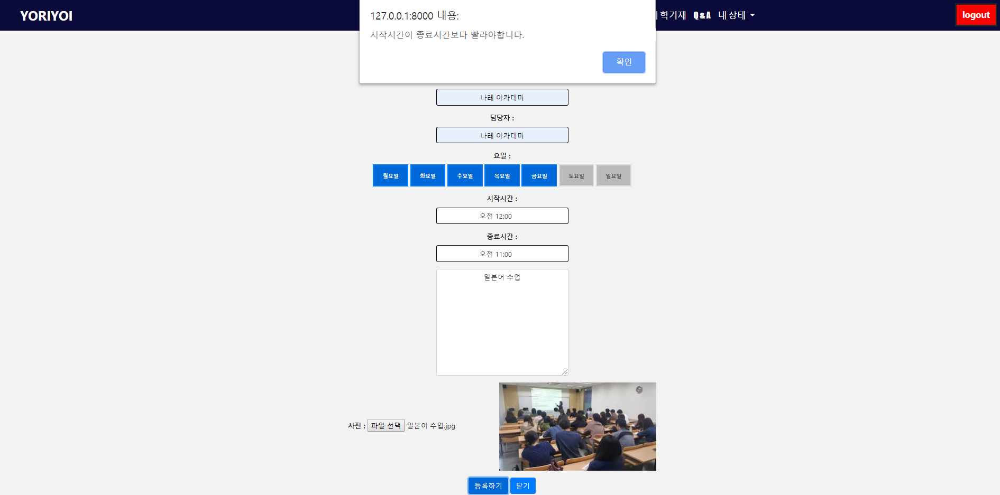 YORIYOI
학기제 Q&A 내 상태
logout
127.0.0.1:8000 내용:
시작시간이 종료시간보다 빨라야합니다.
확인
나레 아카데미
담당자 :
나레 아카데미
요일 :
월요일 화요일 수요일 목요일 금요일 토요일 일요일
시작시간 :
오전 12:00
종료시간 :
오전 11:00
일본어 수업
사진 : 파일 선택 일본어 수업.jpg
등록하기 닫기